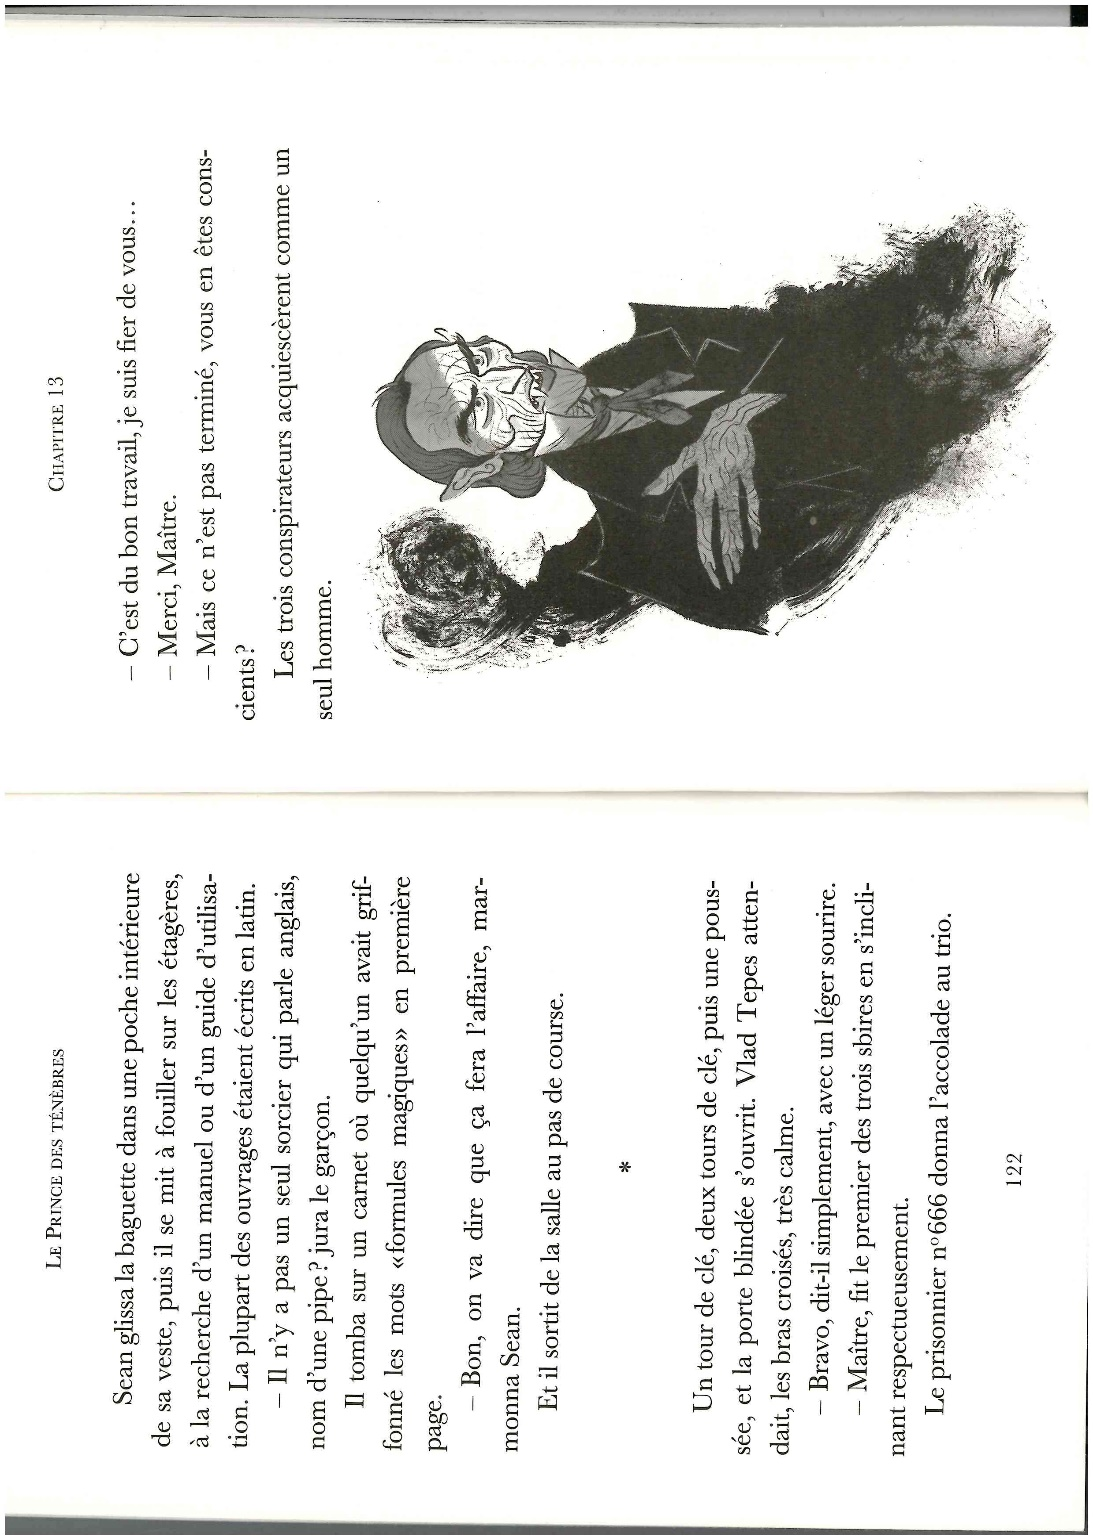 LE PRINCE DES TÉNÈBRES
Sean glissa la baguette dans une poche intérieure
de sa veste, puis il se mit à fouiller sur les étagères,
à la recherche d'un manuel ou d'un guide d'utilisa-
tion. La plupart des ouvrages étaient écrits en latin.
– Il n'y a pas un seul sorcier qui parle anglais,
nom d'une pipe? jura le garçon.
Il tomba sur un carnet où quelqu'un avait grif-
fonné les mots «formules magiques» en première
page.
– Bon, on va dire que ça fera l'affaire, mar-
monna Sean.
Et il sortit de la salle au pas de course.
*
Un tour de clé, deux tours de clé, puis une pous-
sée, et la porte blindée s'ouvrit. Vlad Tepes atten-
dait, les bras croisés, très calme.
– Bravo, dit-il simplement, avec un léger sourire.
– Maître, fit le premier des trois sbires en s'incli-
nant respectueusement.
Le prisonnier n°666 donna l'accolade au trio.
122
CHAPITRE 13
– C'est du bon travail, je suis fier de vous…
– Merci, Maître.
– Mais ce n'est pas terminé, vous en êtes cons-
cients?
Les trois conspirateurs acquiescèrent comme un
seul homme.